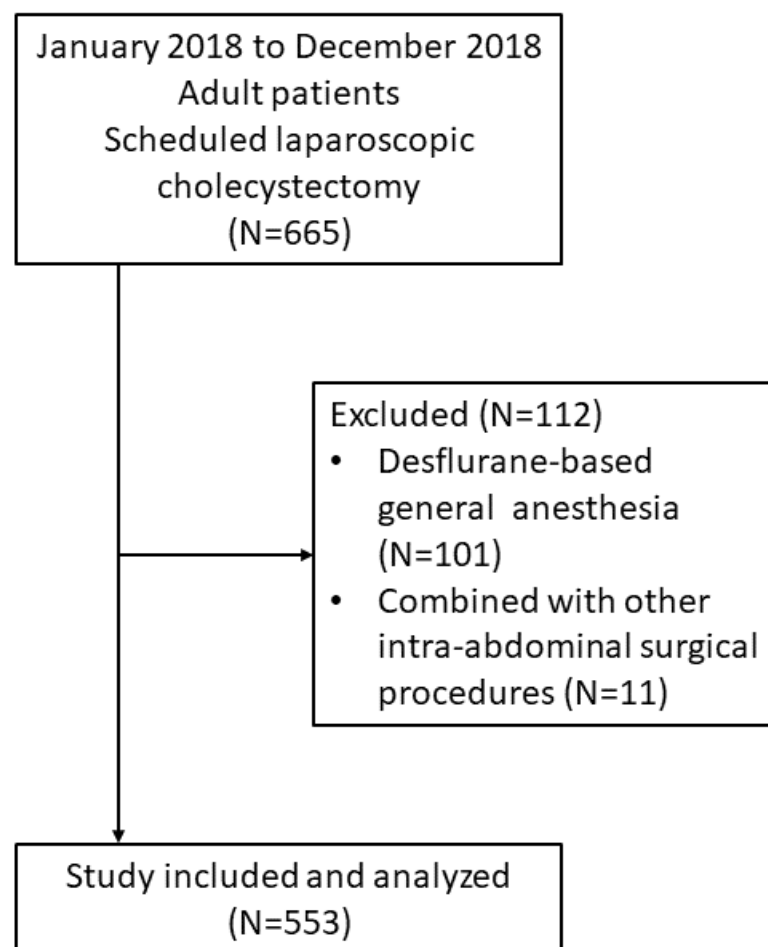 January 2018 to December 2018
Adult patients
Scheduled laparoscopic
cholecystectomy
(N=665)
Excluded (N=112)
• Desflurane-based
general anesthesia
(N=101)
• Combined with other
intra-abdominal surgical
procedures (N=11)
Study included and analyzed
(N=553)